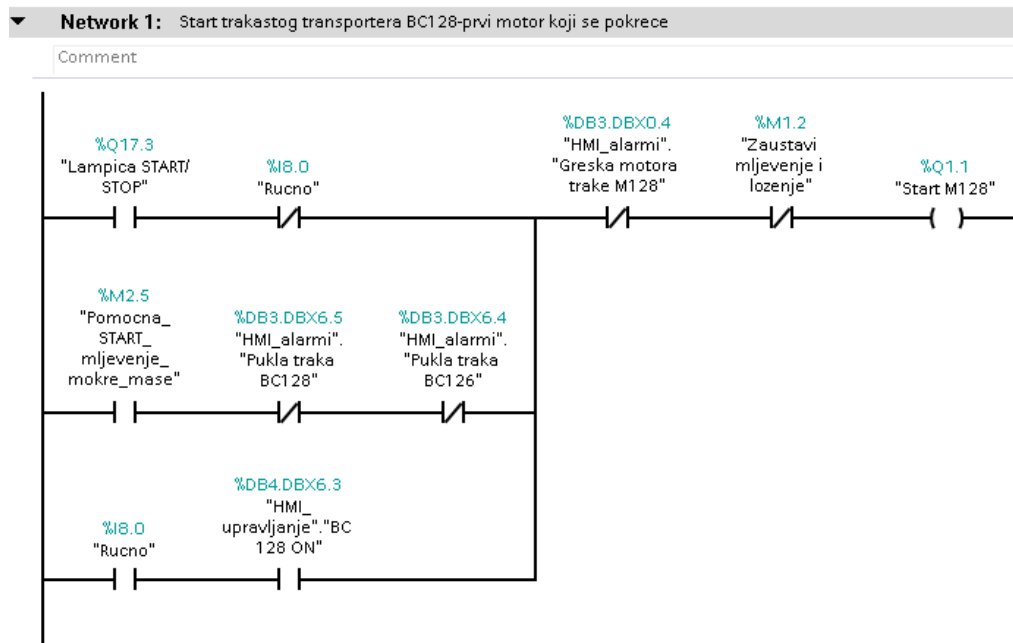 Network 1: Start trakastog transportera BC128-prvi motor koji se pokrece
Comment
%Q17.3
"Lampica START/
STOP"
%I8.0
"Rucno"
%DB3.DBX0.4
"HMI_alarmi".
"Greska motora
trake M128"
%M1.2
"Zaustavi
mljevenje i
lozenje"
%Q1.1
"Start M128"
%M2.5
"Pomocna_
START_
mljevenje_
mokre_mase"
%DB3.DBX6.5
"HMI_alarmi".
"Pukla traka
BC128"
%DB3.DBX6.4
"HMI_alarmi".
"Pukla traka
BC126"
%I8.0
"Rucno"
%DB4.DBX6.3
"HMI_
upravljanje"."BC
128 ON"